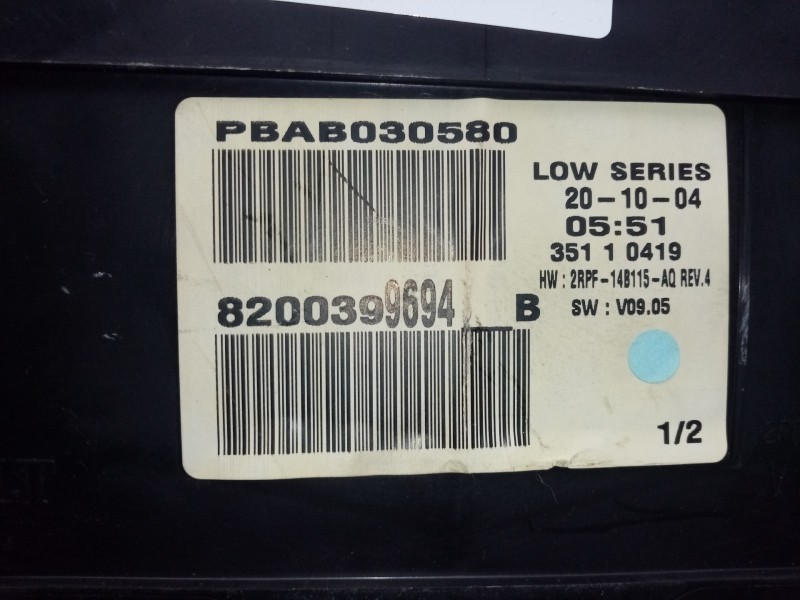 PBAB030580
LOW SERIES
20-10-04
05:51
351 1 0419
HW : 2RPF-14B115-AQ REV.4
SW : V09.05
8200399694__B
1/2